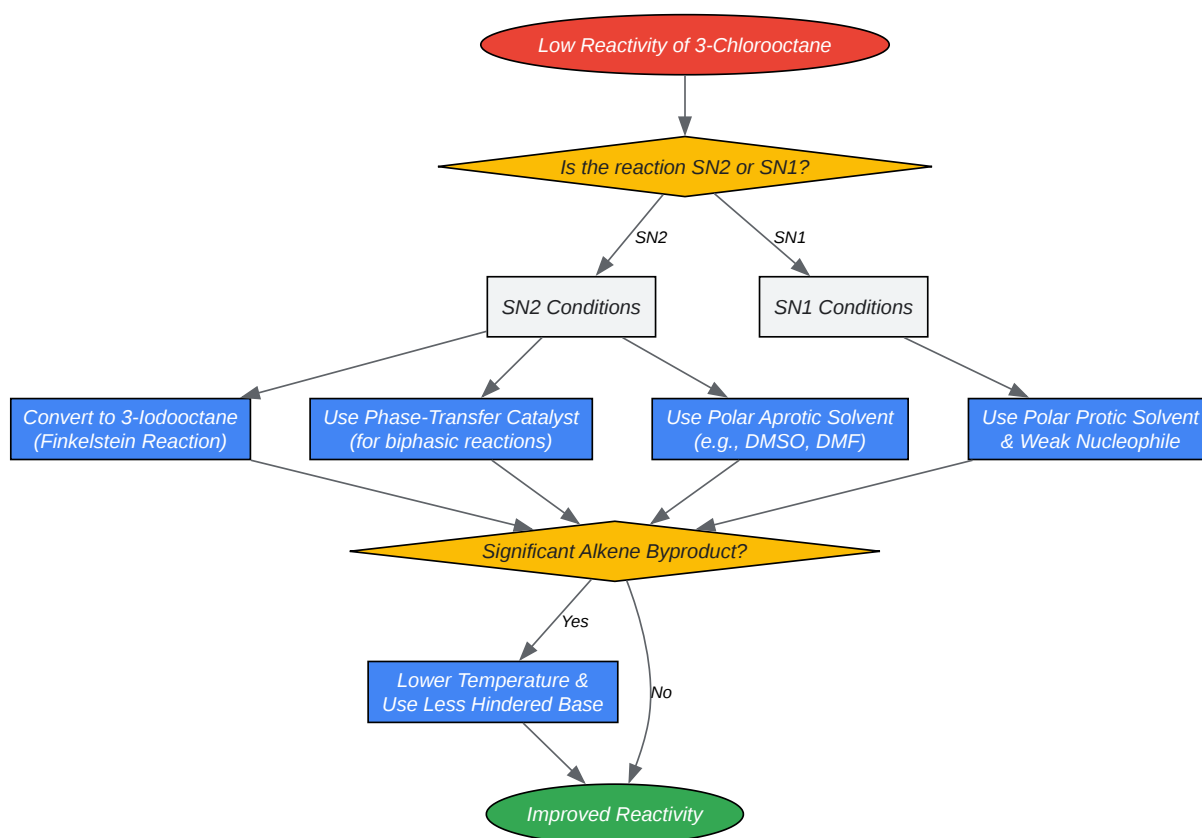 Low Reactivity of 3-Chlorooctane
Is the reaction SN2 or SN1?
SN2
SN1
SN2 Conditions
SN1 Conditions
Convert to 3-Iodooctane
(Finkelstein Reaction)
Use Phase-Transfer Catalyst
(for biphasic reactions)
Use Polar Aprotic Solvent
(e.g., DMSO, DMF)
Use Polar Protic Solvent
& Weak Nucleophile
Significant Alkene Byproduct?
Yes
No
Lower Temperature &
Use Less Hindered Base
Improved Reactivity